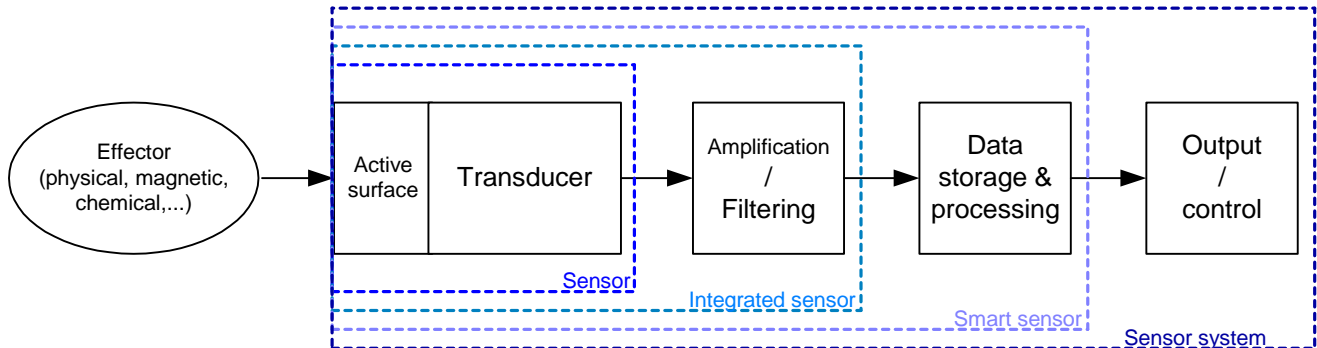 Effector
(physical, magnetic,
chemical,...)
Active
surface
Transducer
Amplification
/
Filtering
Data
storage &
processing
Output
/
control
Sensor
Integrated sensor
Smart sensor
Sensor system